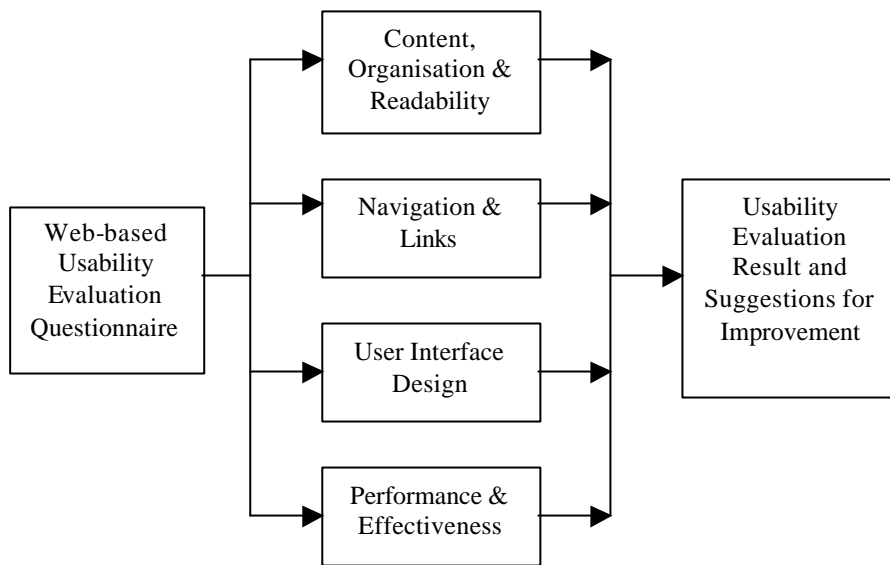 Content,
Organisation &
Readability
Navigation &
Links
Web-based
Usability
Evaluation
Questionnaire
Usability
Evaluation
Result and
Suggestions for
Improvement
User Interface
Design
Performance &
Effectiveness